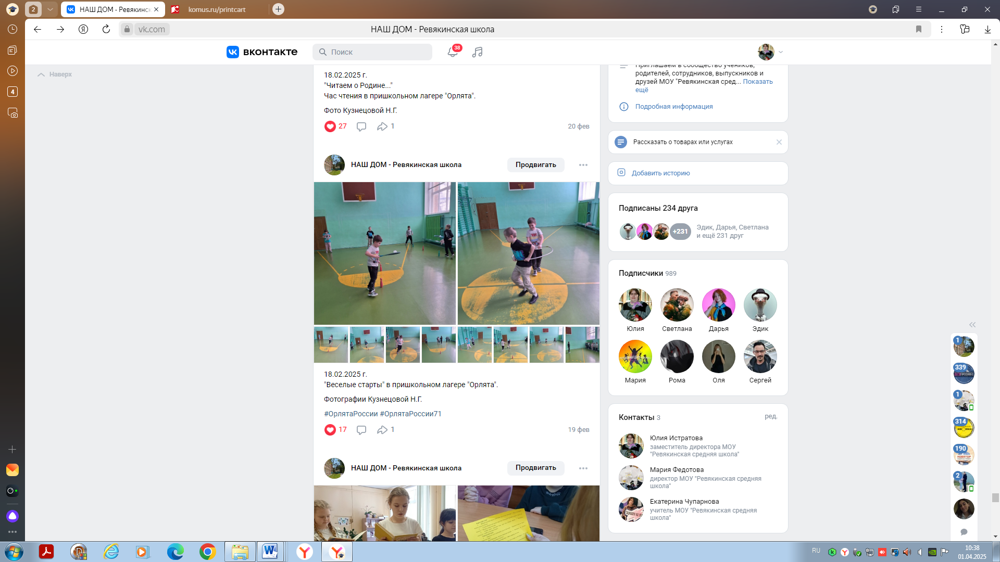 2
НАШ ДОМ - Ревякинск
komus.ru/printcart
vk.com
НАШ ДОМ - Ревякинская школа
4
вконтакте
Поиск
38
Наверх
18.02.2025 г.
"Читаем о Родине..."
Час чтения в пришкольном лагере "Орлята".
Фото Кузнецовой Н.Г.
27
1
20 фев
НАШ ДОМ - Ревякинская школа
Продвигать
18.02.2025 г.
"Веселые старты" в пришкольном лагере "Орлята".
Фотографии Кузнецовой Н.Г.
#ОрлятаРоссии #ОрлятаРоссии71
17
1
19 фев
НАШ ДОМ - Ревякинская школа
Продвигать
Приглашаем в сообщество учеников,
родителей, сотрудников, выпускников и
друзей МОУ "Ревякинская сред... Показать
ещё
Подробная информация
Рассказать о товарах или услугах
Добавить историю
Подписаны 234 друга
+231
Эдик, Дарья, Светлана
и ещё 231 друг
Подписчики 989
Юлия Светлана Дарья Эдик
Мария Рома Оля Сергей
Контакты 3
ред.
Юлия Истратова
заместитель директора МОУ
"Ревякинская средняя школа"
Мария Федотова
директор МОУ "Ревякинская средняя
школа"
Екатерина Чупарнова
учитель МОУ "Ревякинская средняя
школа"
1
339
1
314
190
НОВАТОР
2
RU
10:38
01.04.2025